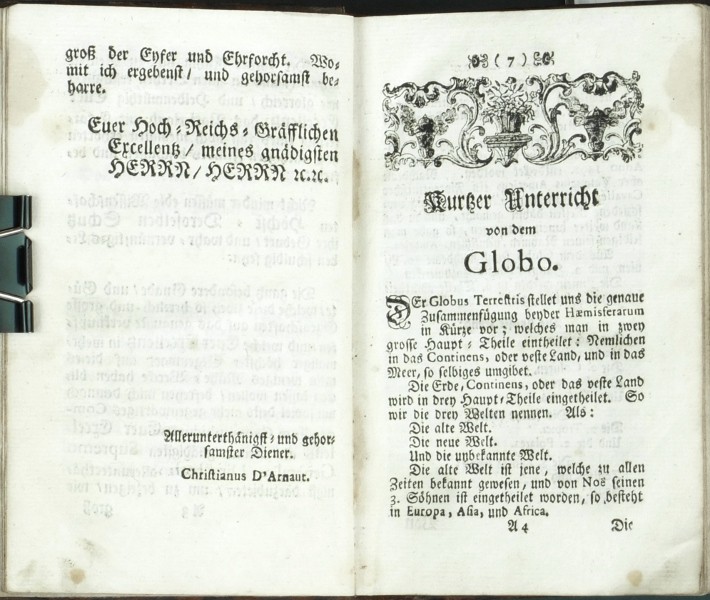 groß der Eyfer und Ehrforcht. Wo⸗
mit ich ergebenst/ und gehorsamst be⸗
harre.
Euer Hoch⸗Reichs⸗Gräfflichen
Excellentz/ meines gnädigsten
HERRN/ HERRN ꝛc.ꝛc.
Allerunterthänigst⸗und gehor⸗
samster Diener.
Christianus D'Arnaut.
( 7 )
Kurtzer Unterricht
von dem
Globo.
DEr Globus Terrestris stellet uns die genaue
Zusammenfügung beyder Hæmisferarum
in Kürze vor; welches man in zwey
grosse Haupt⸗Theile eintheilet: Nemlichen
in das Continens, oder veste Land, und in das
Meer, so selbiges umgibet.
Die Erde, Continens, oder das veste Land
wird in drey Haupt⸗Theile eingetheilet. So
wir die drey Welten nennen. Als:
Die alte Welt.
Die neue Welt.
Und die unbekannte Welt.
Die alte Welt ist jene, welche zu allen
Zeiten bekannt gewesen, und von Noë seinen
3. Söhnen ist eingetheilet worden, so besteht
in Europa, Asia, und Africa.
A 4 Die